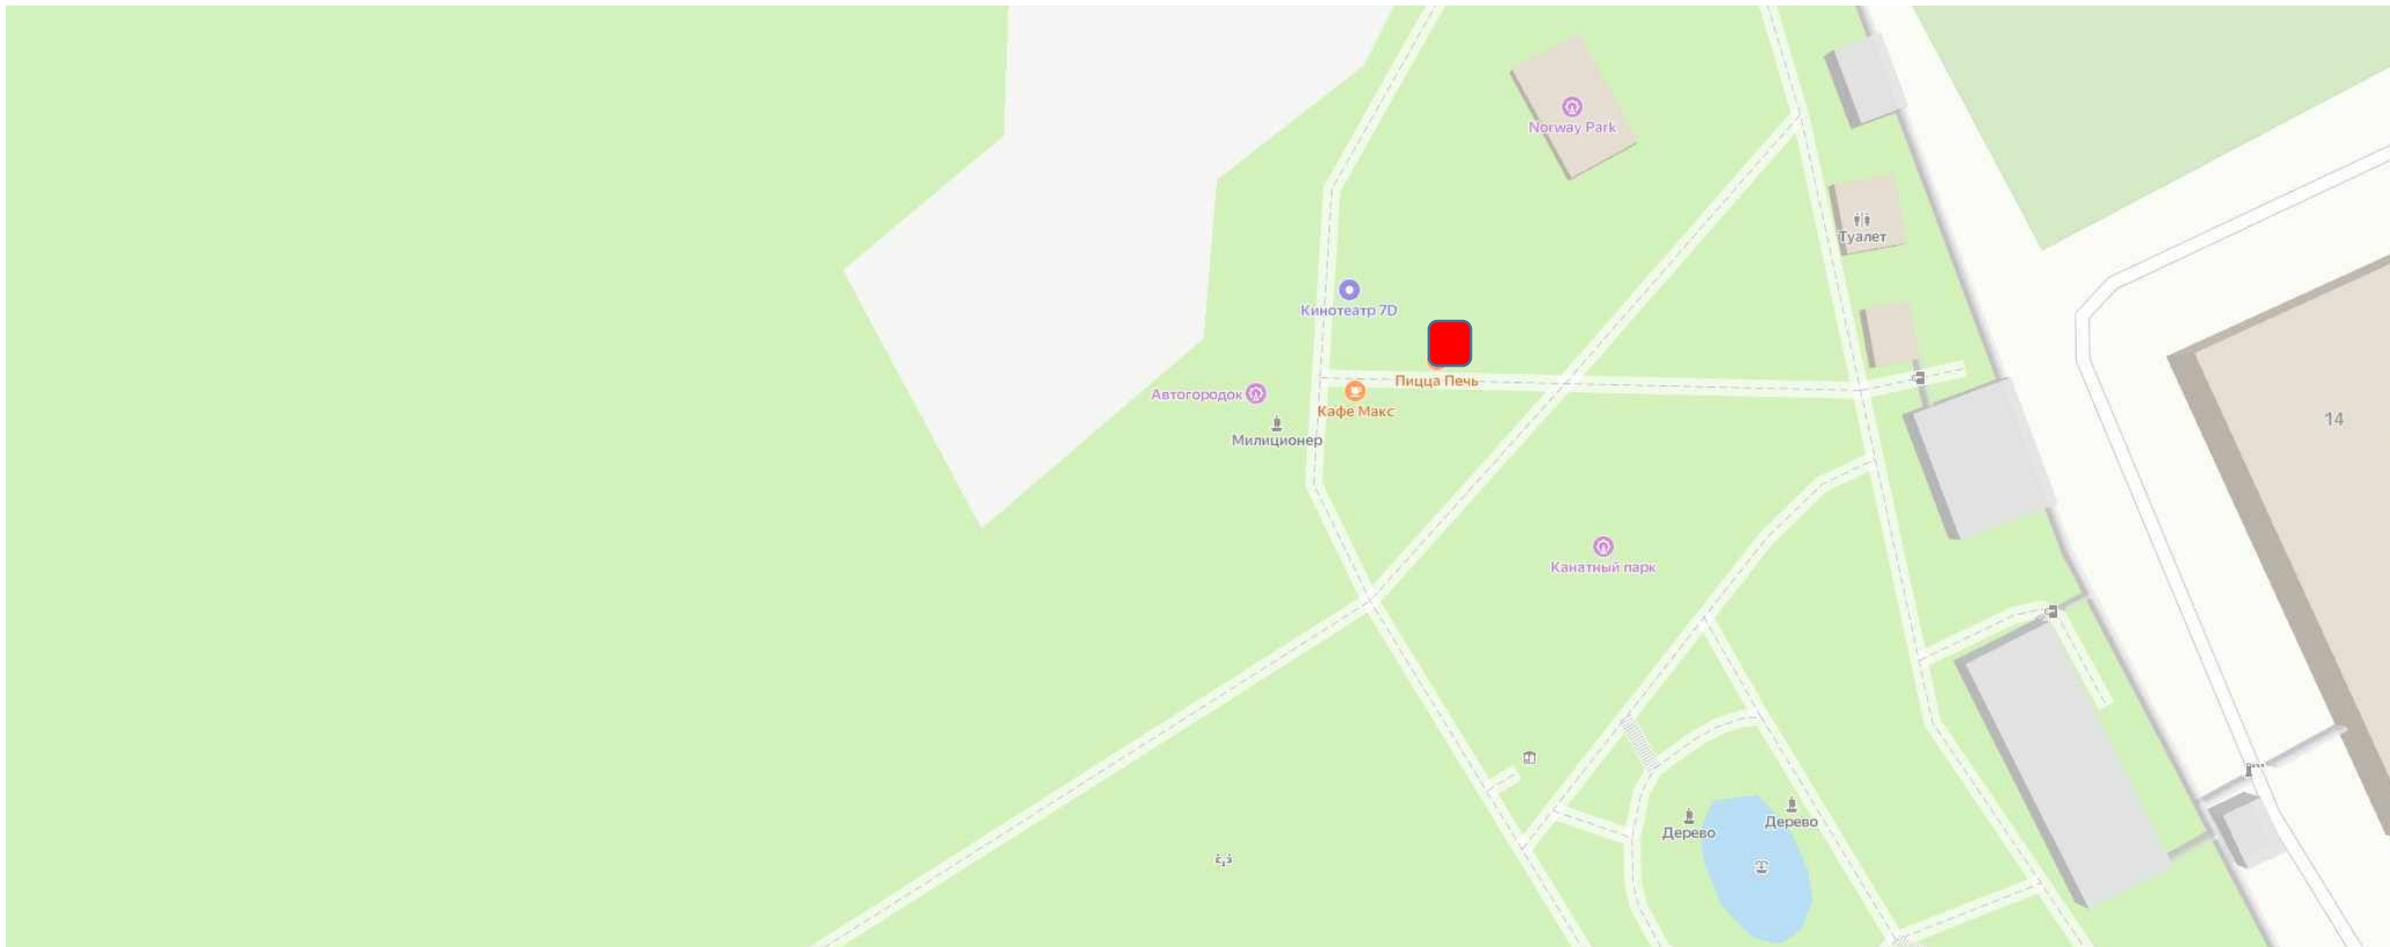 Norway Park
Туалет
Кинотеатр 7D
Пицца Печь
Автогородок
Кафе Макс
Милиционер
14
Канатный парк
Дерево
Дерево